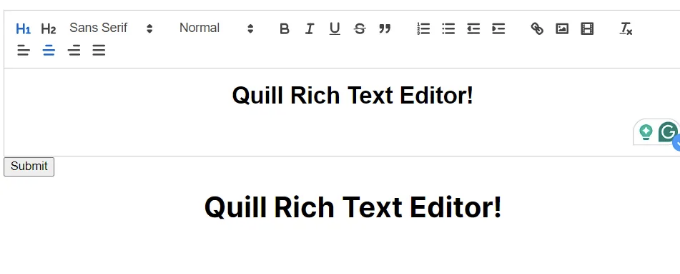 H1 H2 Sans Serif Normal B I U S
Quill Rich Text Editor!
Submit
Quill Rich Text Editor!